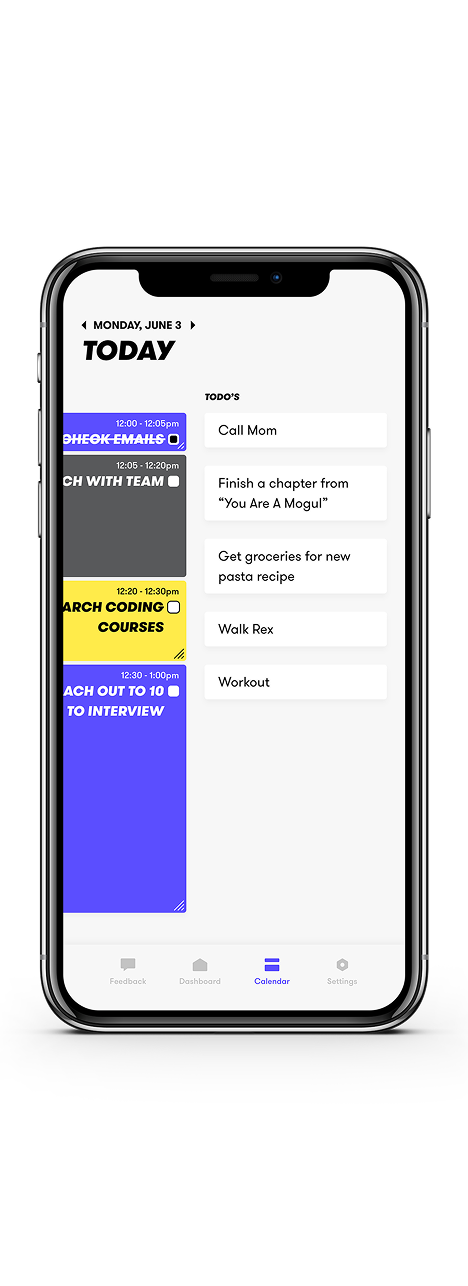 MONDAY, JUNE 3
TODAY
TODO'S
12:00 - 12:05pm
CHECK EMAILS
12:05 - 12:20pm
CH WITH TEAM
12:20 - 12:30pm
ARCH CODING
COURSES
12:30 - 1:00pm
ACH OUT TO 10
TO INTERVIEW
Call Mom
Finish a chapter from
“You Are A Mogul”
Get groceries for new
pasta recipe
Walk Rex
Workout
Feedback
Dashboard
Calendar
Settings